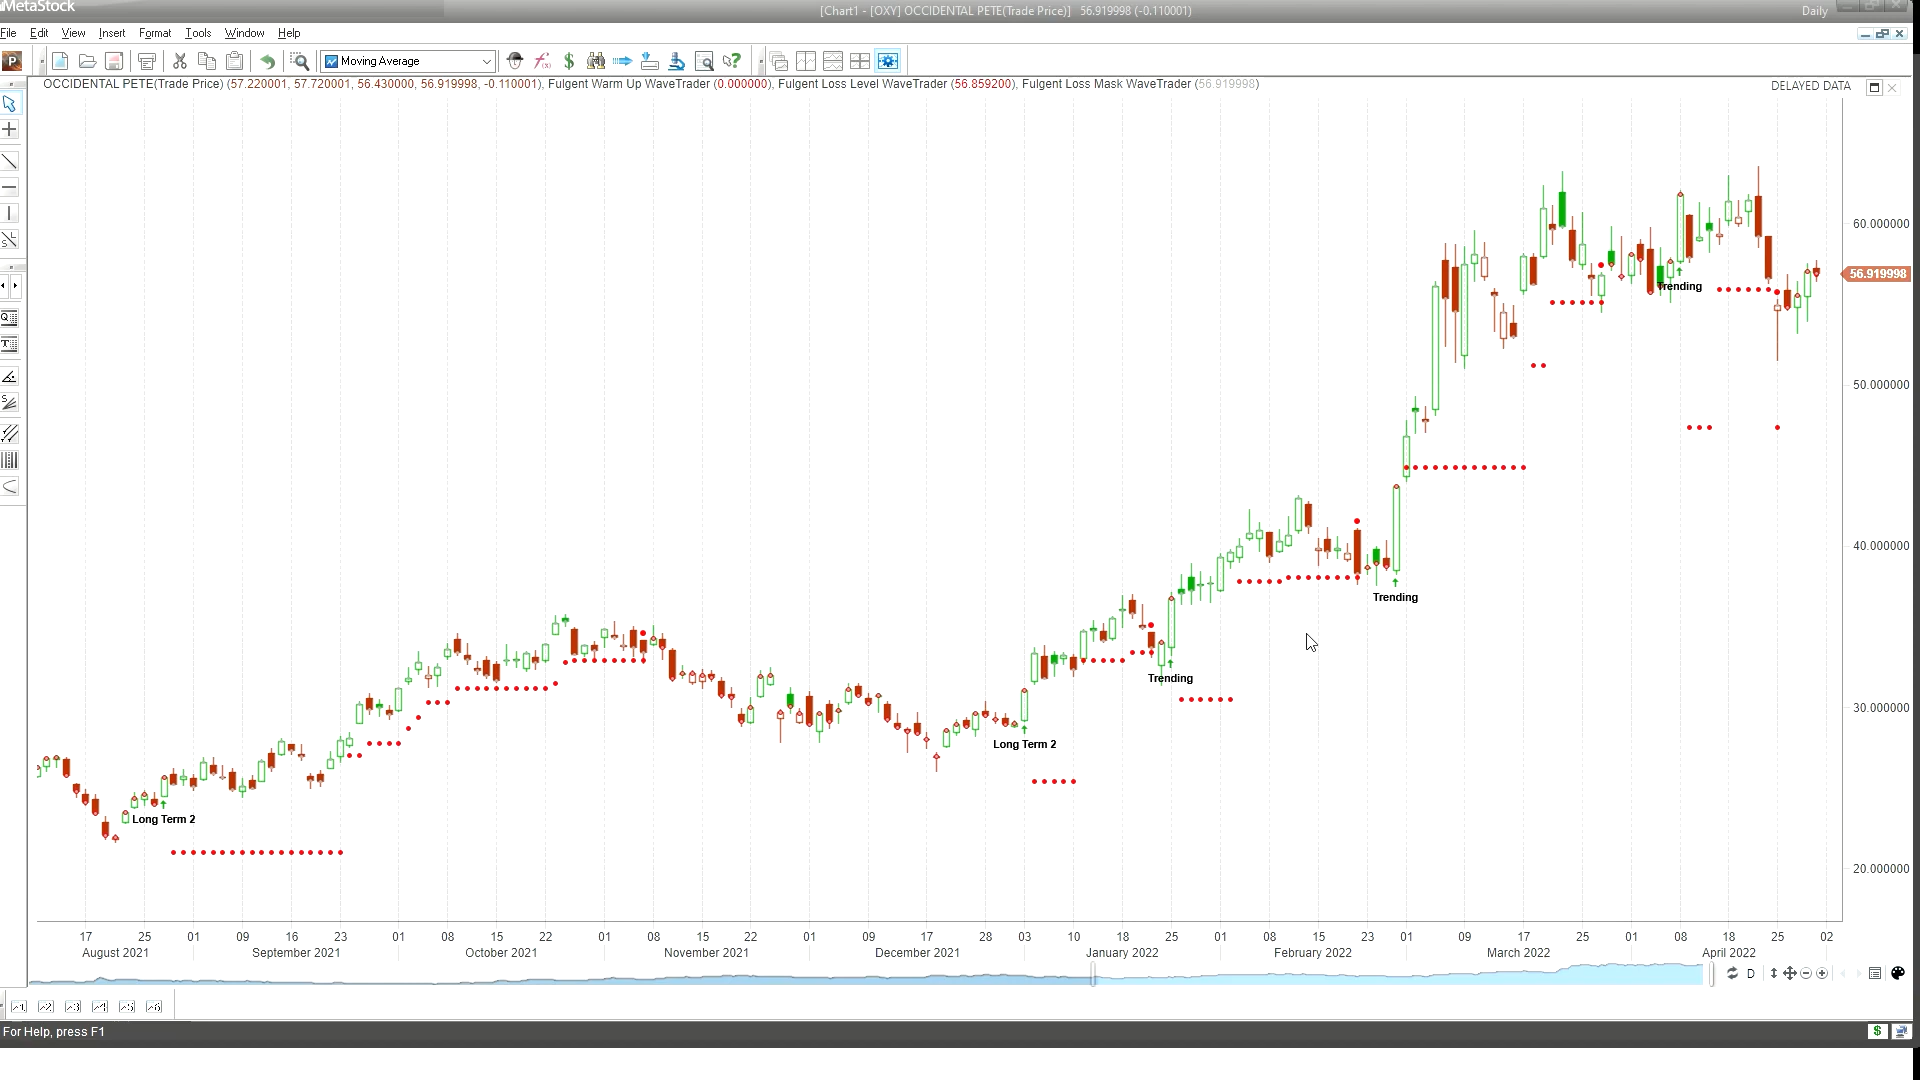 MetaStock
[Chart1 - [OXY] OCCIDENTAL PETE(Trade Price)] 56.919998 (-0.110001)
Daily
File Edit View Insert Format Tools Window Help
P Moving Average
OCCIDENTAL PETE(Trade Price) (57.220001, 57.720001, 56.430000, 56.919998, -0.110001), Fulgent Warm Up WaveTrader (0.000000), Fulgent Loss Level WaveTrader (56.859200), Fulgent Loss Mask WaveTrader (56.919998)
DELAYED DATA
60.000000
56.919998
Trending
50.000000
40.000000
Trending
Trending
30.000000
Long Term 2
Long Term 2
20.000000
17 25 01 09 16 23 01 08 15 22 01 08 15 22 01 09 17 28 03 10 18 25 01 08 15 23 01 09 17 25 01 08 18 25 02
August 2021 September 2021 October 2021 November 2021 December 2021 January 2022 February 2022 March 2022 April 2022
D
For Help, press F1